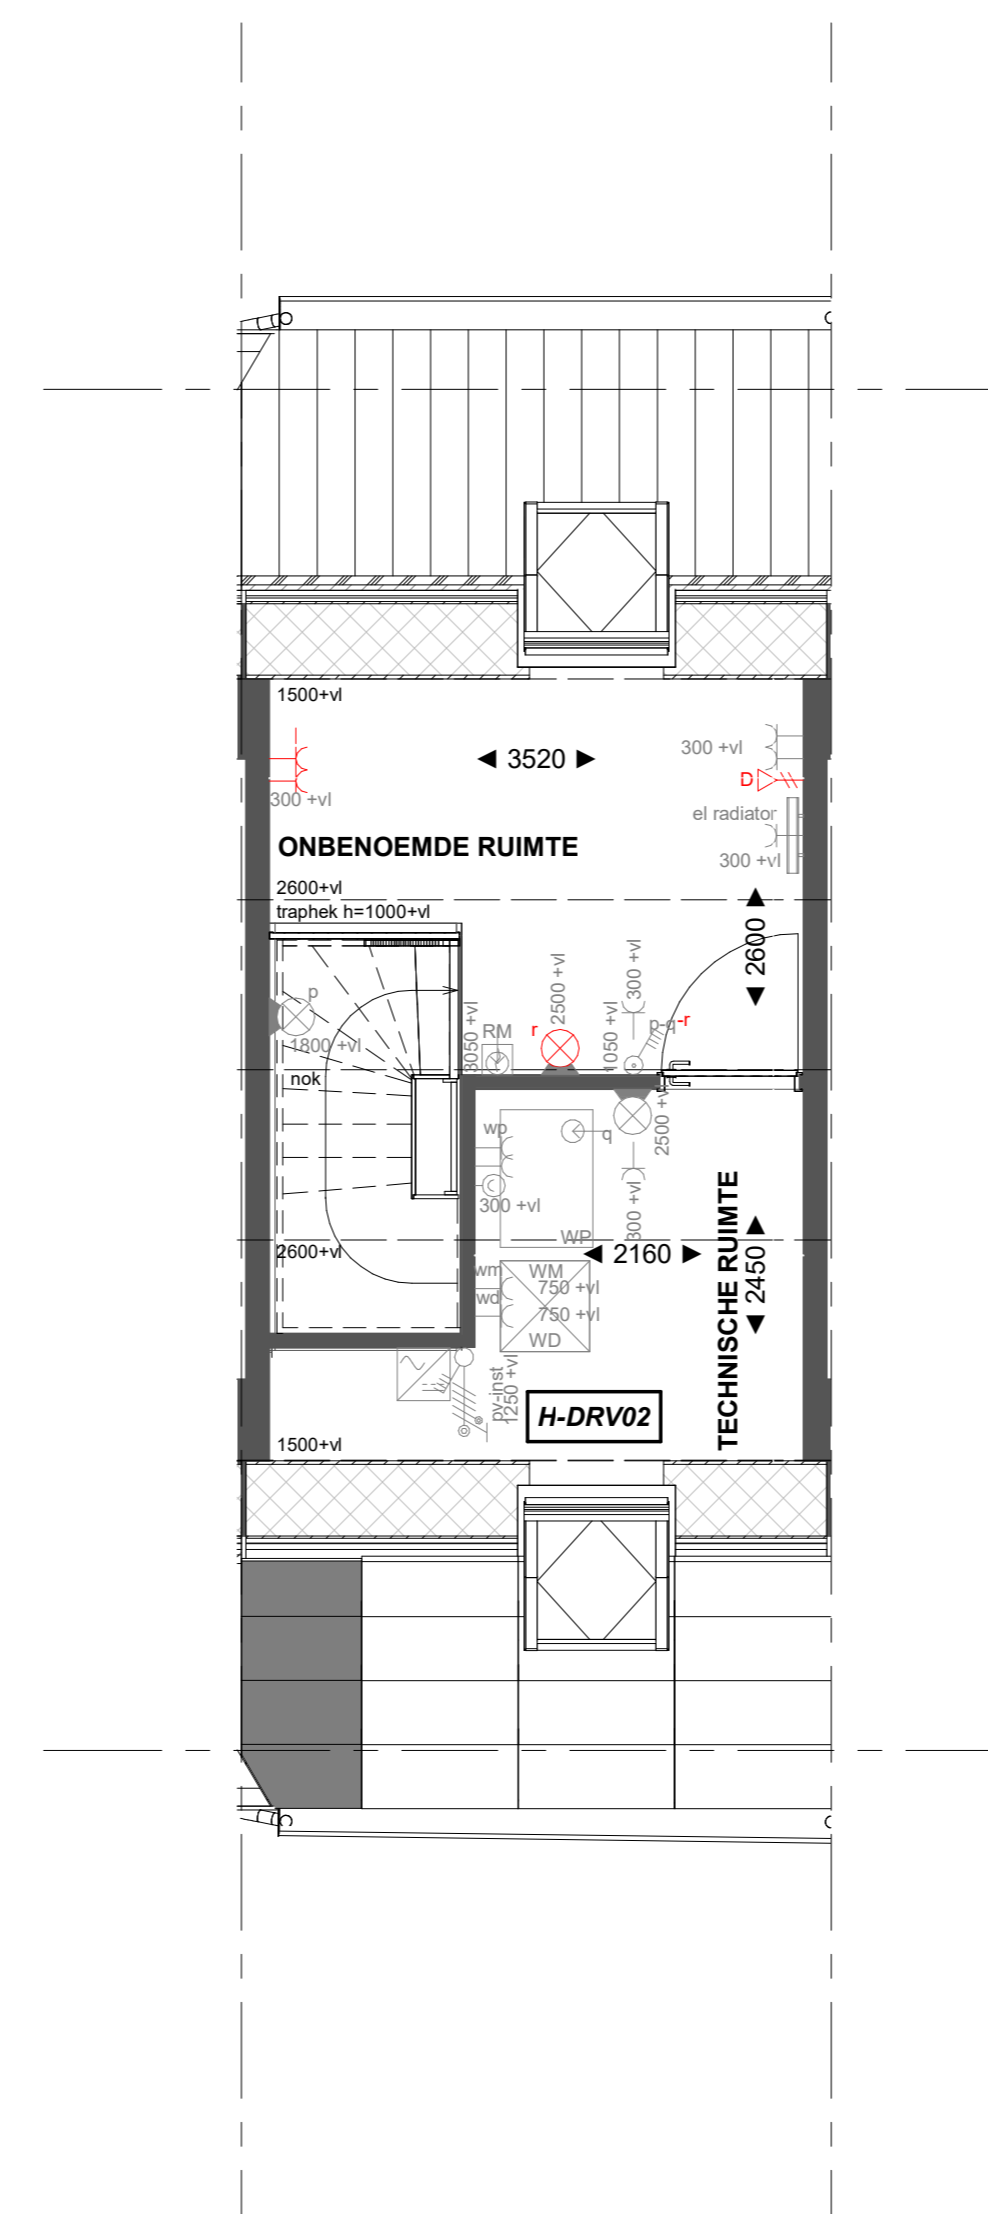 1500+vl
◄ 3520 ►
300 +vl
300 +vl
D
el radiator
300 +vl
ONBENOEMDE RUIMTE
2600+vl
traphek h=1000+vl
◄ 2600 ►
p
1800 +vl
nok
3050 +vl
RM
r
2500 +vl
1050 +vl
300 +vl
p-q-r
2500 +vl
wp
q
300 +vl
300 +vl
WP
2600+vl
◄ 2160 ►
TECHNISCHE RUIMTE
◄ 2450 ►
wm
WM
750 +vl
wd
750 +vl
WD
pv-inst
1250 +vl
H-DRV02
1500+vl